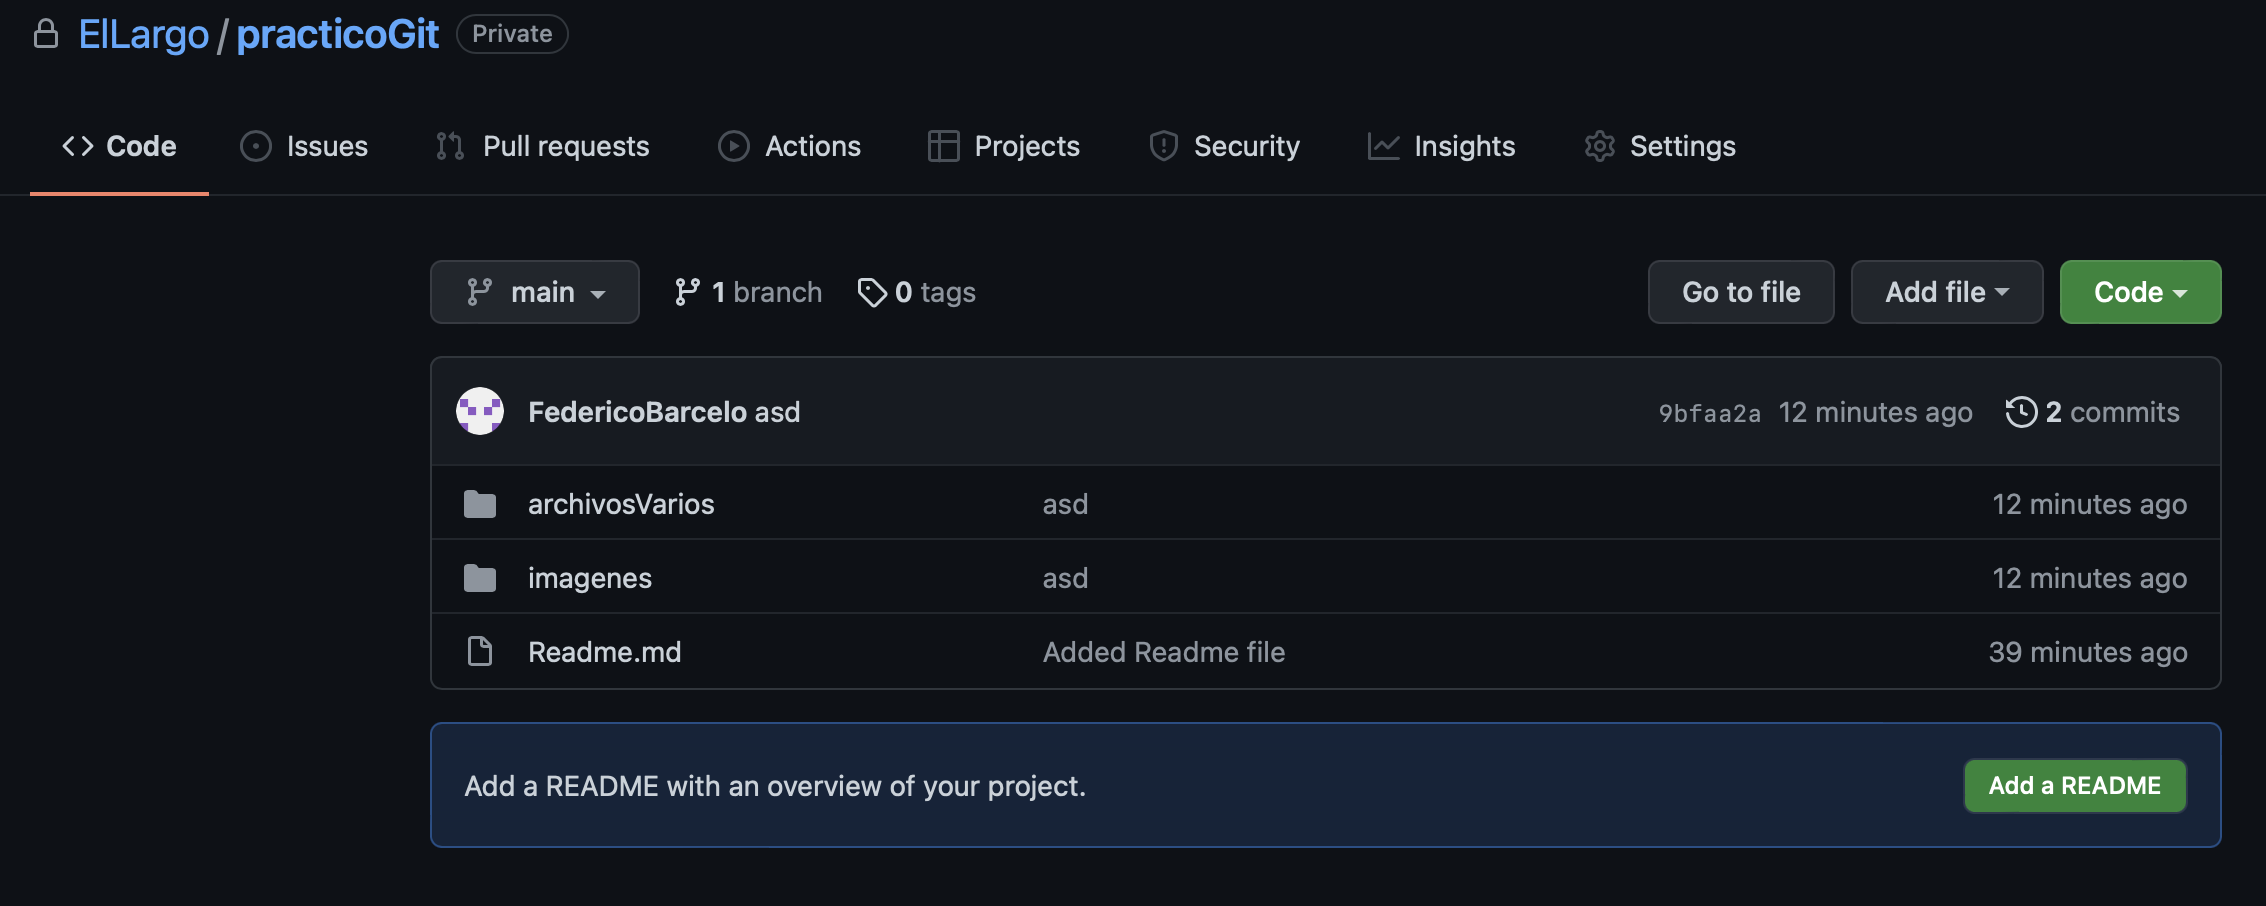 ElLargo / practicoGit Private
Code Issues Pull requests Actions Projects Security Insights Settings
main 1 branch 0 tags Go to file Add file Code
FedericoBarcelo asd 9bfaa2a 12 minutes ago 2 commits
archivosVarios asd 12 minutes ago
imagenes asd 12 minutes ago
Readme.md Added Readme file 39 minutes ago
Add a README with an overview of your project. Add a README